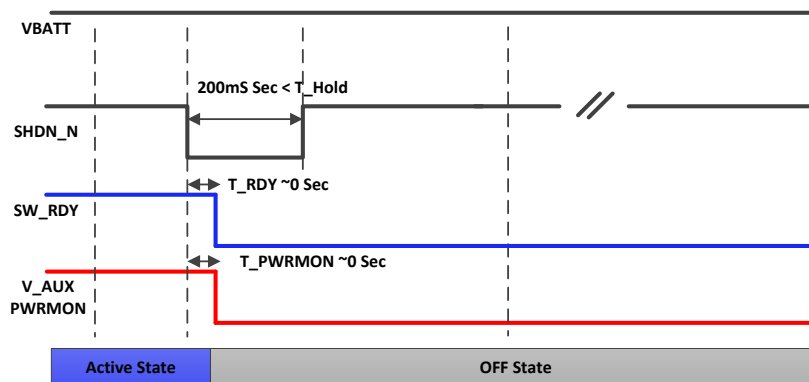 VBATT
200mS Sec < T_Hold
SHDN_N
T_RDY ~0 Sec
SW_RDY
T_PWRMON ~0 Sec
V_AUX
PWRMON
Active State
OFF State